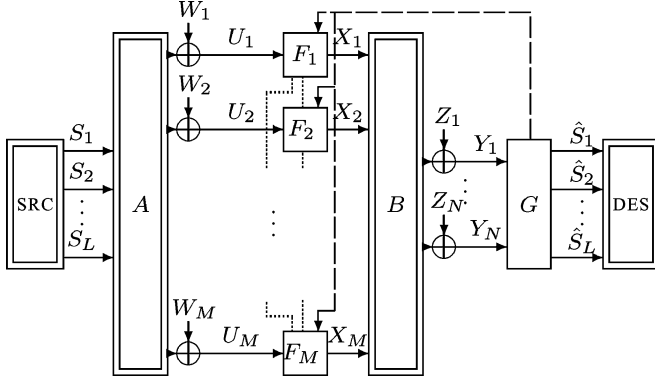 W_1
U_1
F_1
X_1
W_2
U_2
F_2
X_2
S_1
Z_1
Y_1
Ŝ_1
SRC
S_2
A
B
G
Ŝ_2
DES
S_L
Z_N
Y_N
Ŝ_L
W_M
U_M
F_M
X_M